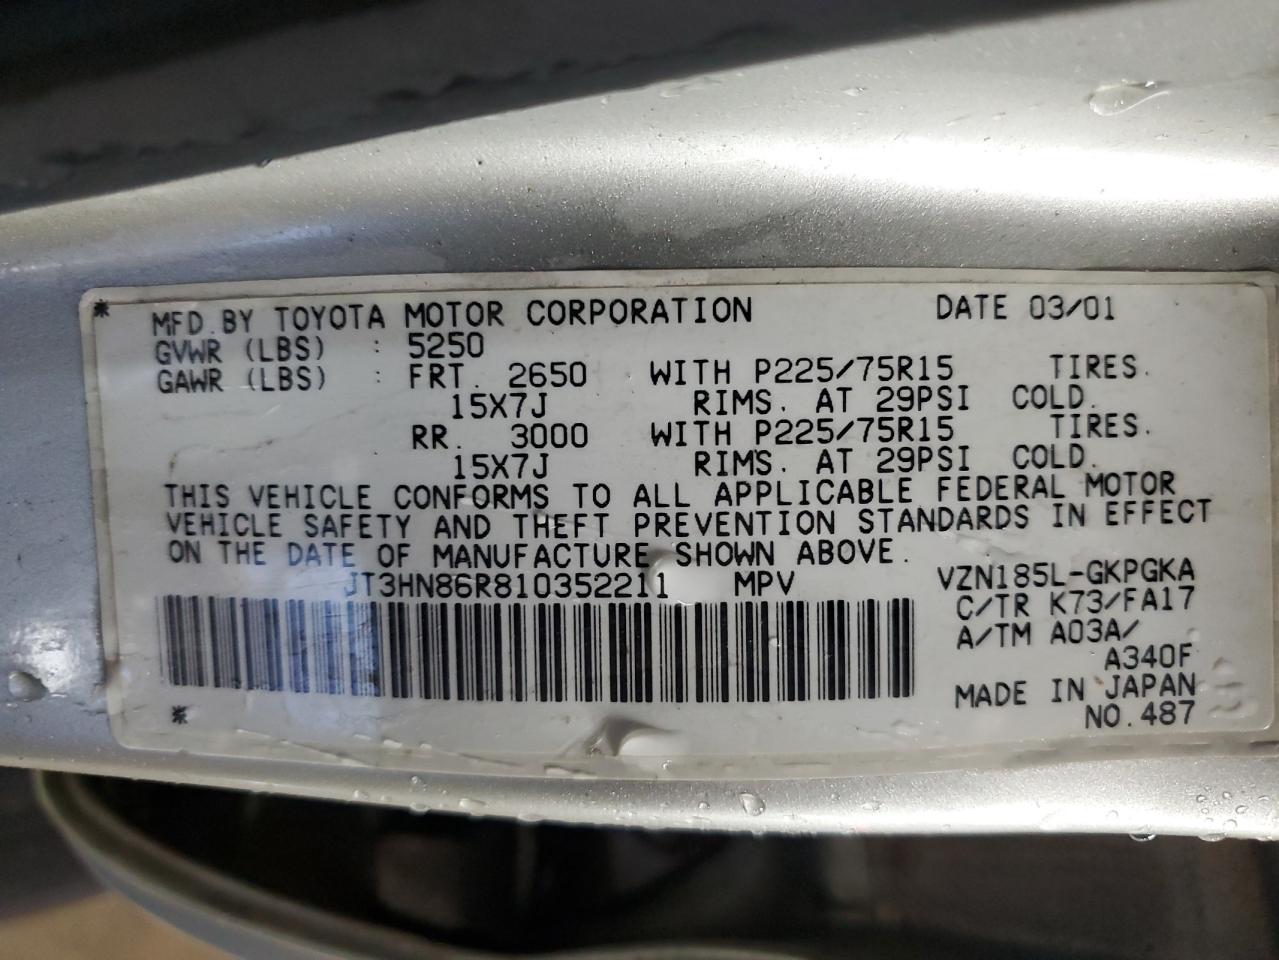 * MFD. BY TOYOTA MOTOR CORPORATION DATE 03/01
GVWR (LBS) : 5250
GAWR (LBS) : FRT. 2650 WITH P225/75R15 TIRES.
15X7J RIMS. AT 29PSI COLD.
RR. 3000 WITH P225/75R15 TIRES.
15X7J RIMS. AT 29PSI COLD.
THIS VEHICLE CONFORMS TO ALL APPLICABLE FEDERAL MOTOR
VEHICLE SAFETY AND THEFT PREVENTION STANDARDS IN EFFECT
ON THE DATE OF MANUFACTURE SHOWN ABOVE.
JT3HN86R810352211 MPV VZN185L-GKPGKA
C/TR K73/FA17
A/TM A03A/
A340F
MADE IN JAPAN
* NO.487